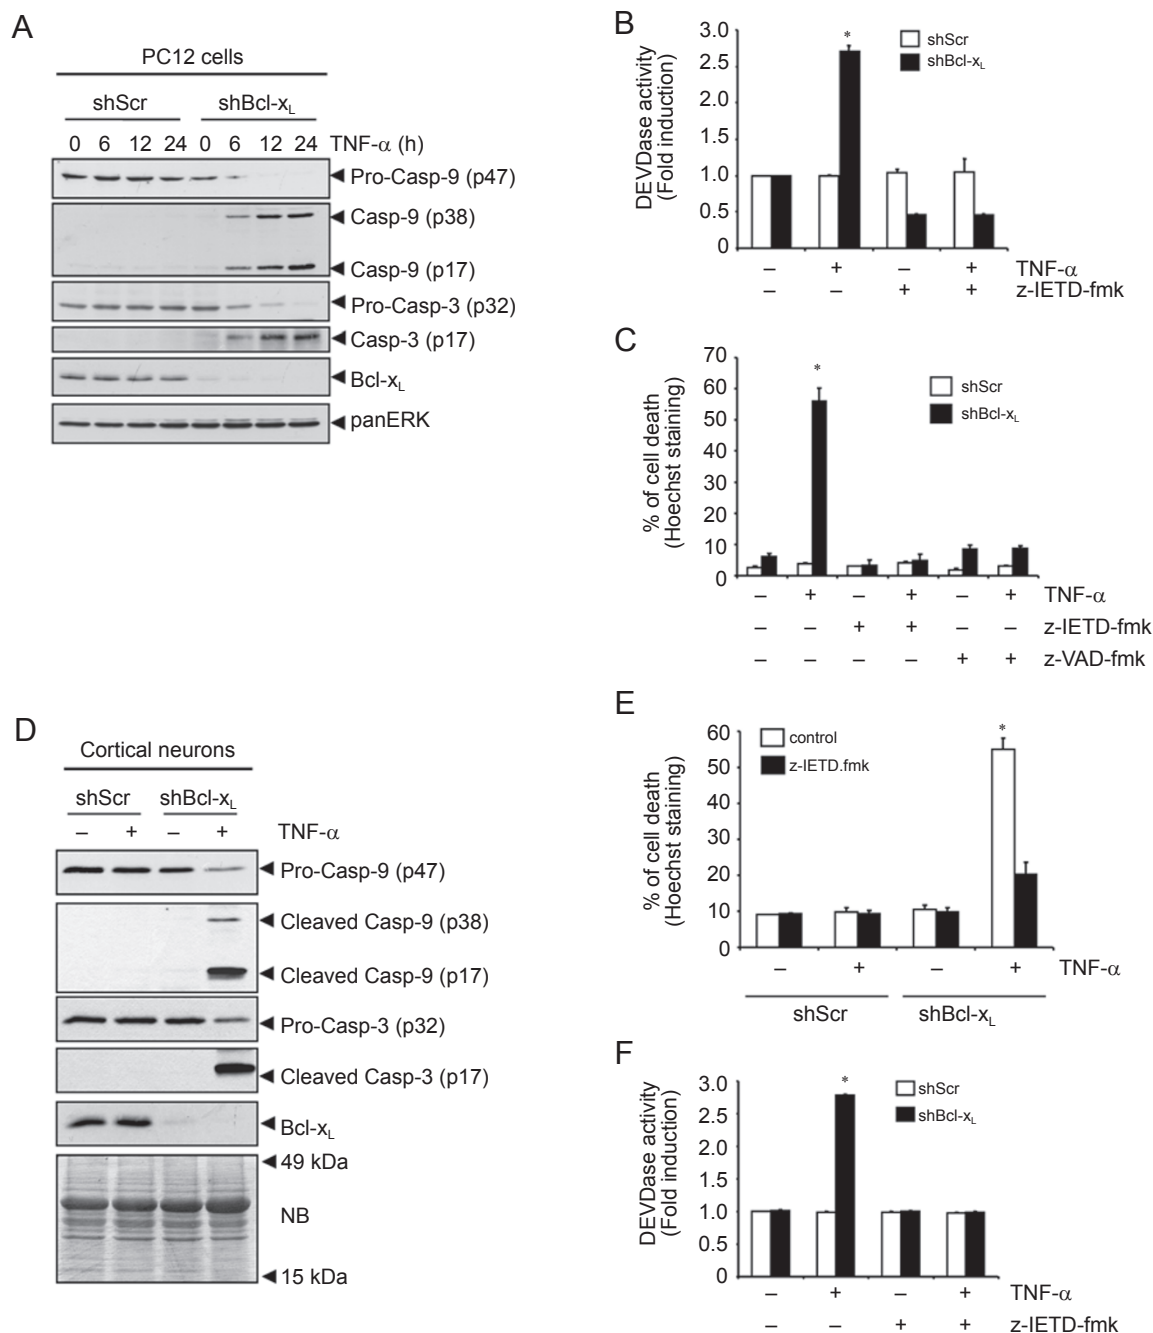 A
PC12 cells
shScr shBcl-xL
0 6 12 24 0 6 12 24 TNF-α (h)
Pro-Casp-9 (p47)
Casp-9 (p38)
Casp-9 (p17)
Pro-Casp-3 (p32)
Casp-3 (p17)
Bcl-xL
panERK
B
DEVDase activity
(Fold induction)
3.0
2.5
2.0
1.5
1.0
0.5
0
*
shScr
shBcl-xL
– + – + TNF-α
– – + + z-IETD-fmk
C
% of cell death
(Hoechst staining)
70
60
50
40
30
20
10
0
*
shScr
shBcl-xL
– + – + – + TNF-α
– – + + – – z-IETD-fmk
– – – – + + z-VAD-fmk
D
Cortical neurons
shScr shBcl-xL
– + – + TNF-α
Pro-Casp-9 (p47)
Cleaved Casp-9 (p38)
Cleaved Casp-9 (p17)
Pro-Casp-3 (p32)
Cleaved Casp-3 (p17)
Bcl-xL
49 kDa
NB
15 kDa
E
% of cell death
(Hoechst staining)
60
50
40
30
20
10
0
*
control
z-IETD.fmk
– + – + TNF-α
shScr shBcl-xL
F
DEVDase activity
(Fold induction)
3.0
2.5
2.0
1.5
1.0
0.5
0
*
shScr
shBcl-xL
– + – + TNF-α
– – + + z-IETD-fmk